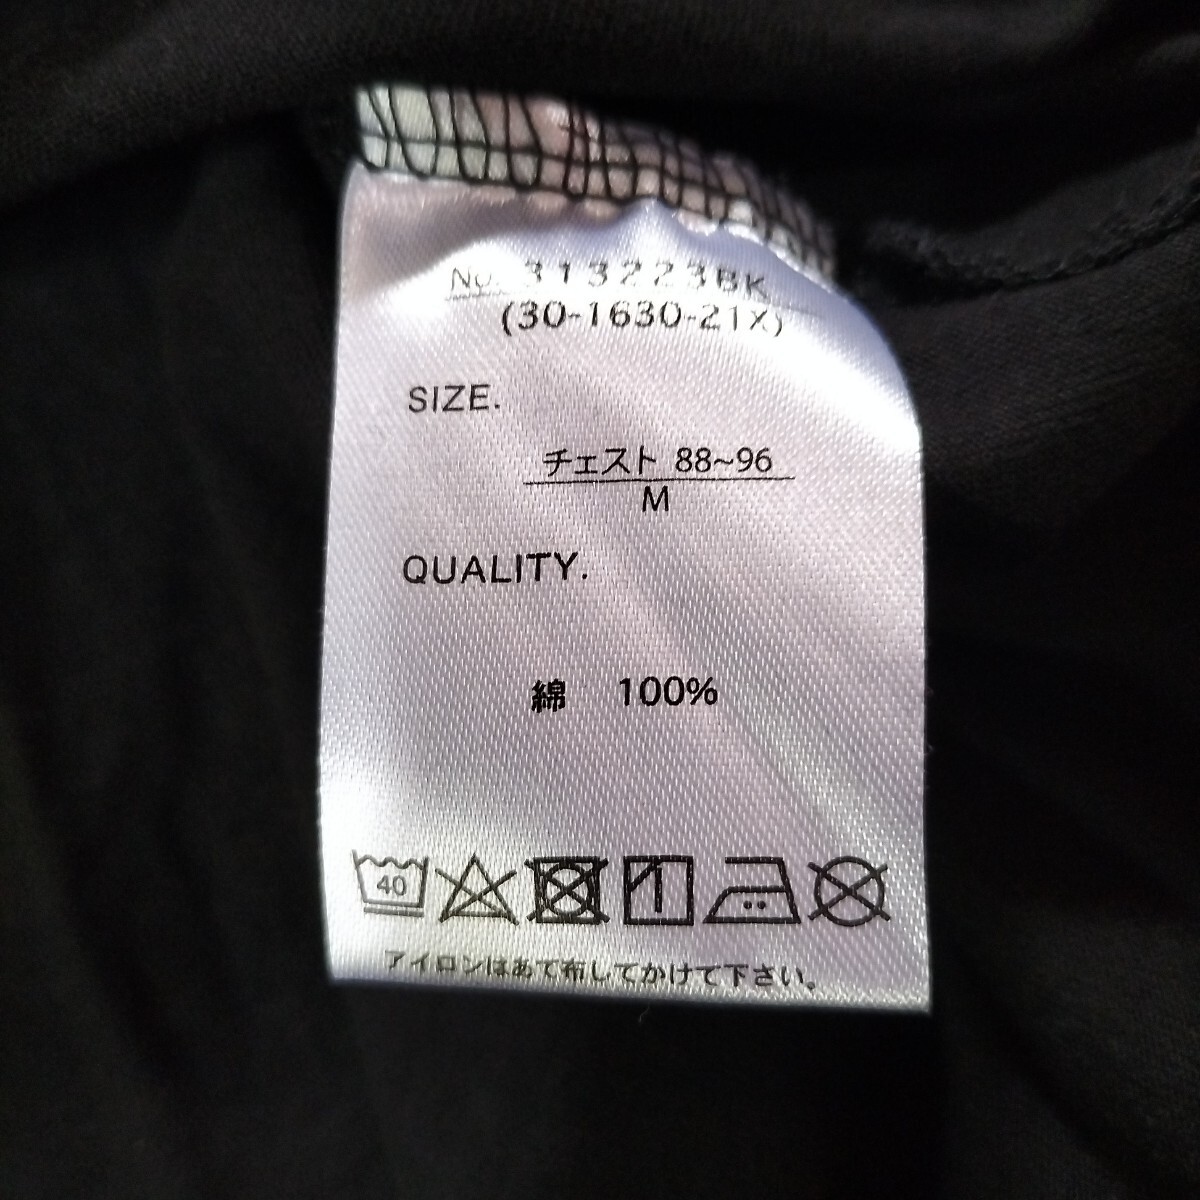 No. 313223BK
(30-1630-21X)
SIZE.
チェスト 88~96
M
QUALITY.
綿 100%
40
アイロンはあて布してかけて下さい。